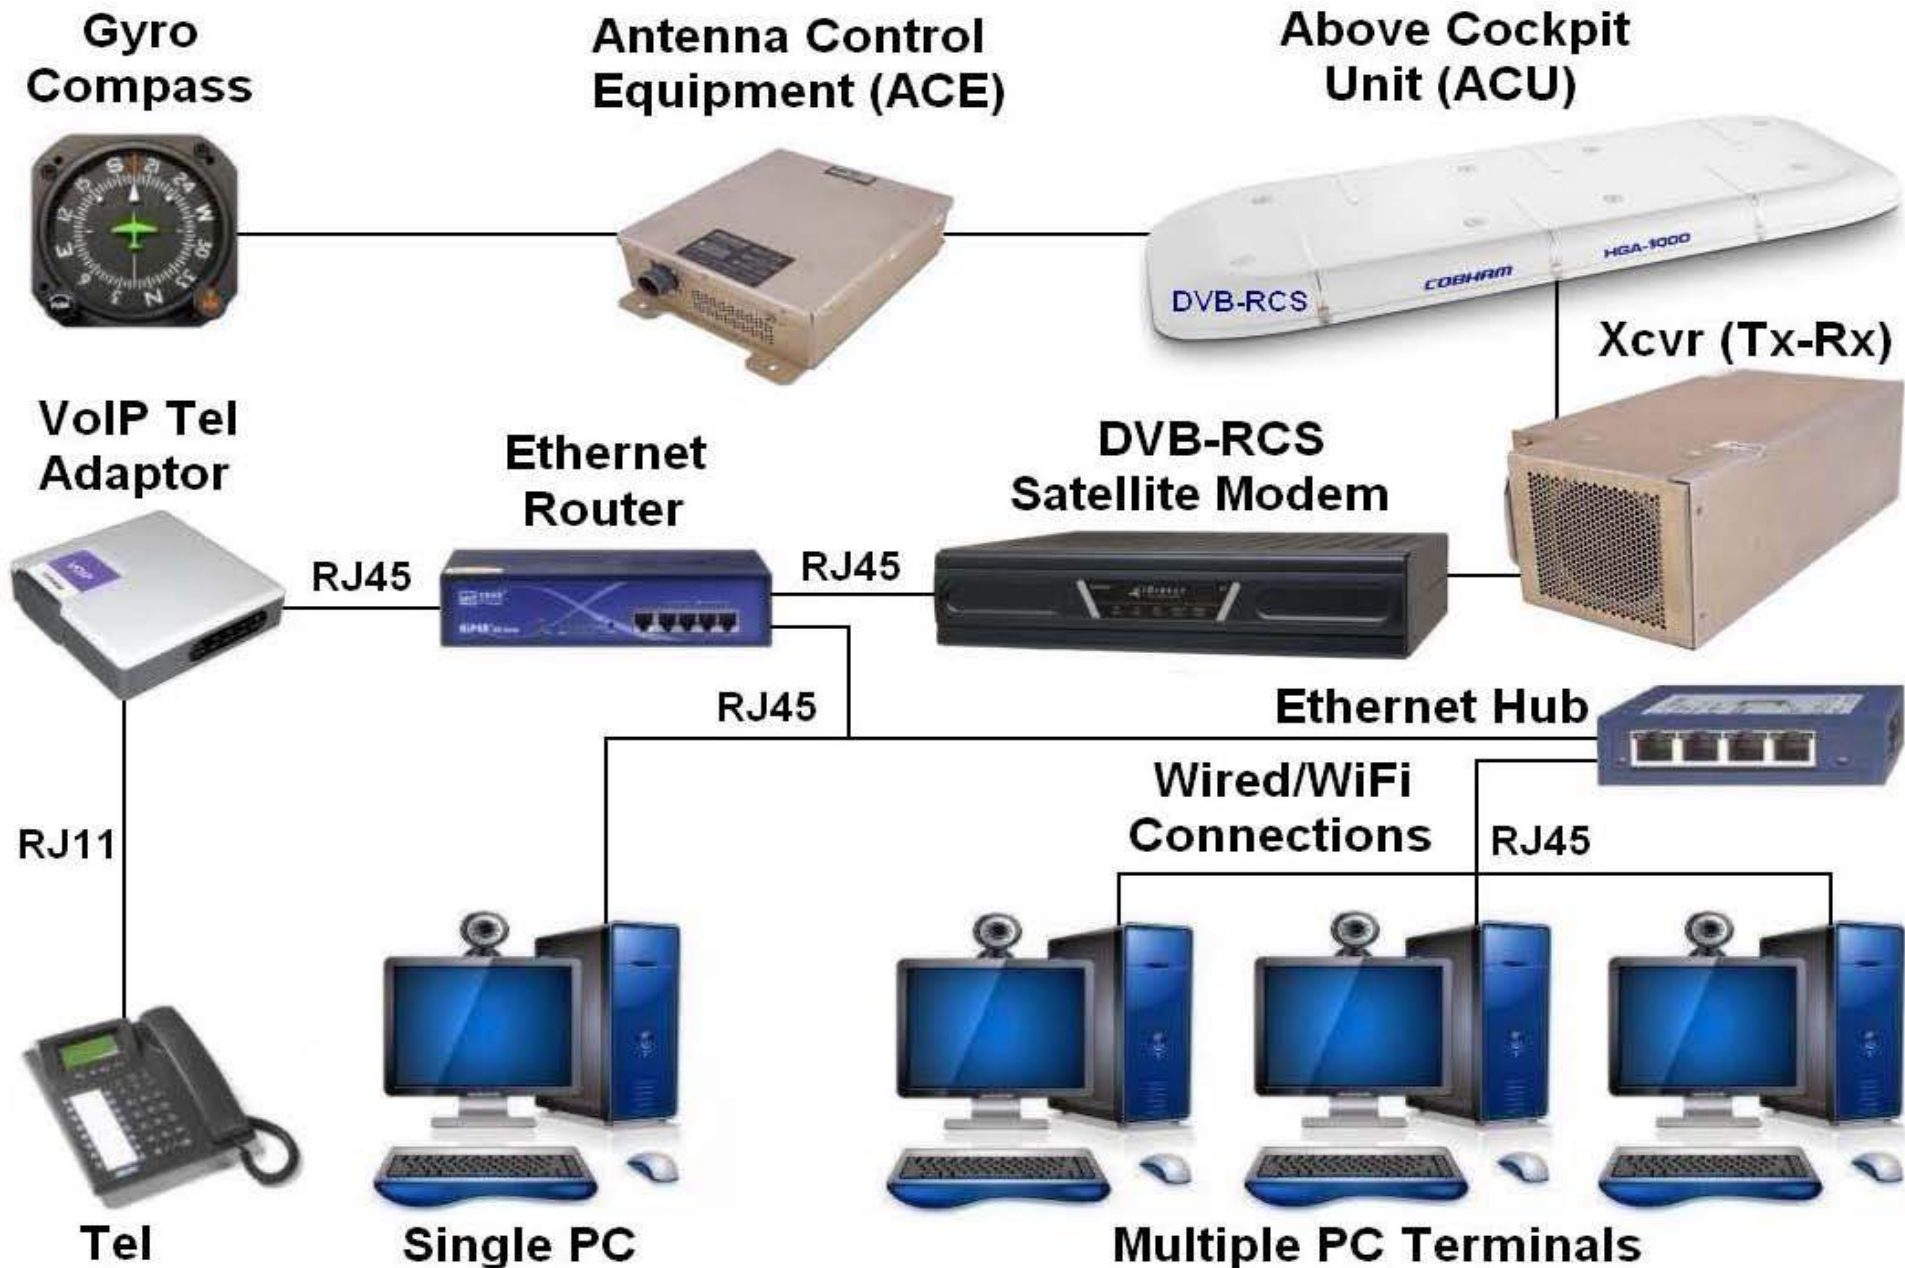 Gyro
Compass
Antenna Control
Equipment (ACE)
Above Cockpit
Unit (ACU)
DVB-RCS
COBHAM
HGA-1000
Xcvr (Tx-Rx)
VoIP Tel
Adaptor
Ethernet
Router
DVB-RCS
Satellite Modem
RJ45
RJ45
RJ45
Ethernet Hub
Wired/WiFi
Connections
RJ45
RJ11
Tel
Single PC
Multiple PC Terminals